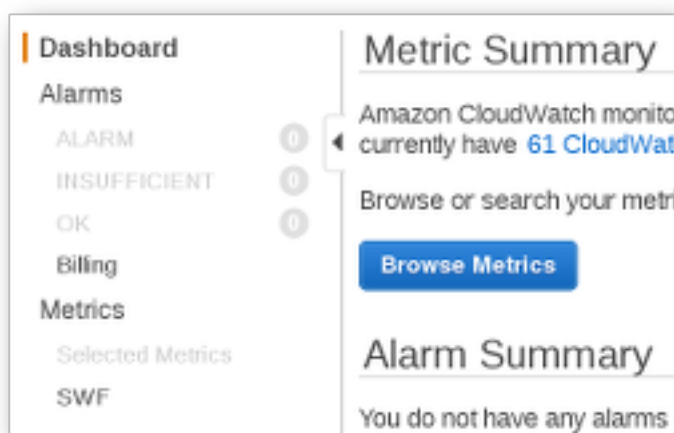 Dashboard
Alarms
ALARM 0
INSUFFICIENT 0
OK 0
Billing
Metrics
Selected Metrics
SWF
Metric Summary
Amazon CloudWatch monito
currently have 61 CloudWat
Browse or search your metri
Browse Metrics
Alarm Summary
You do not have any alarms